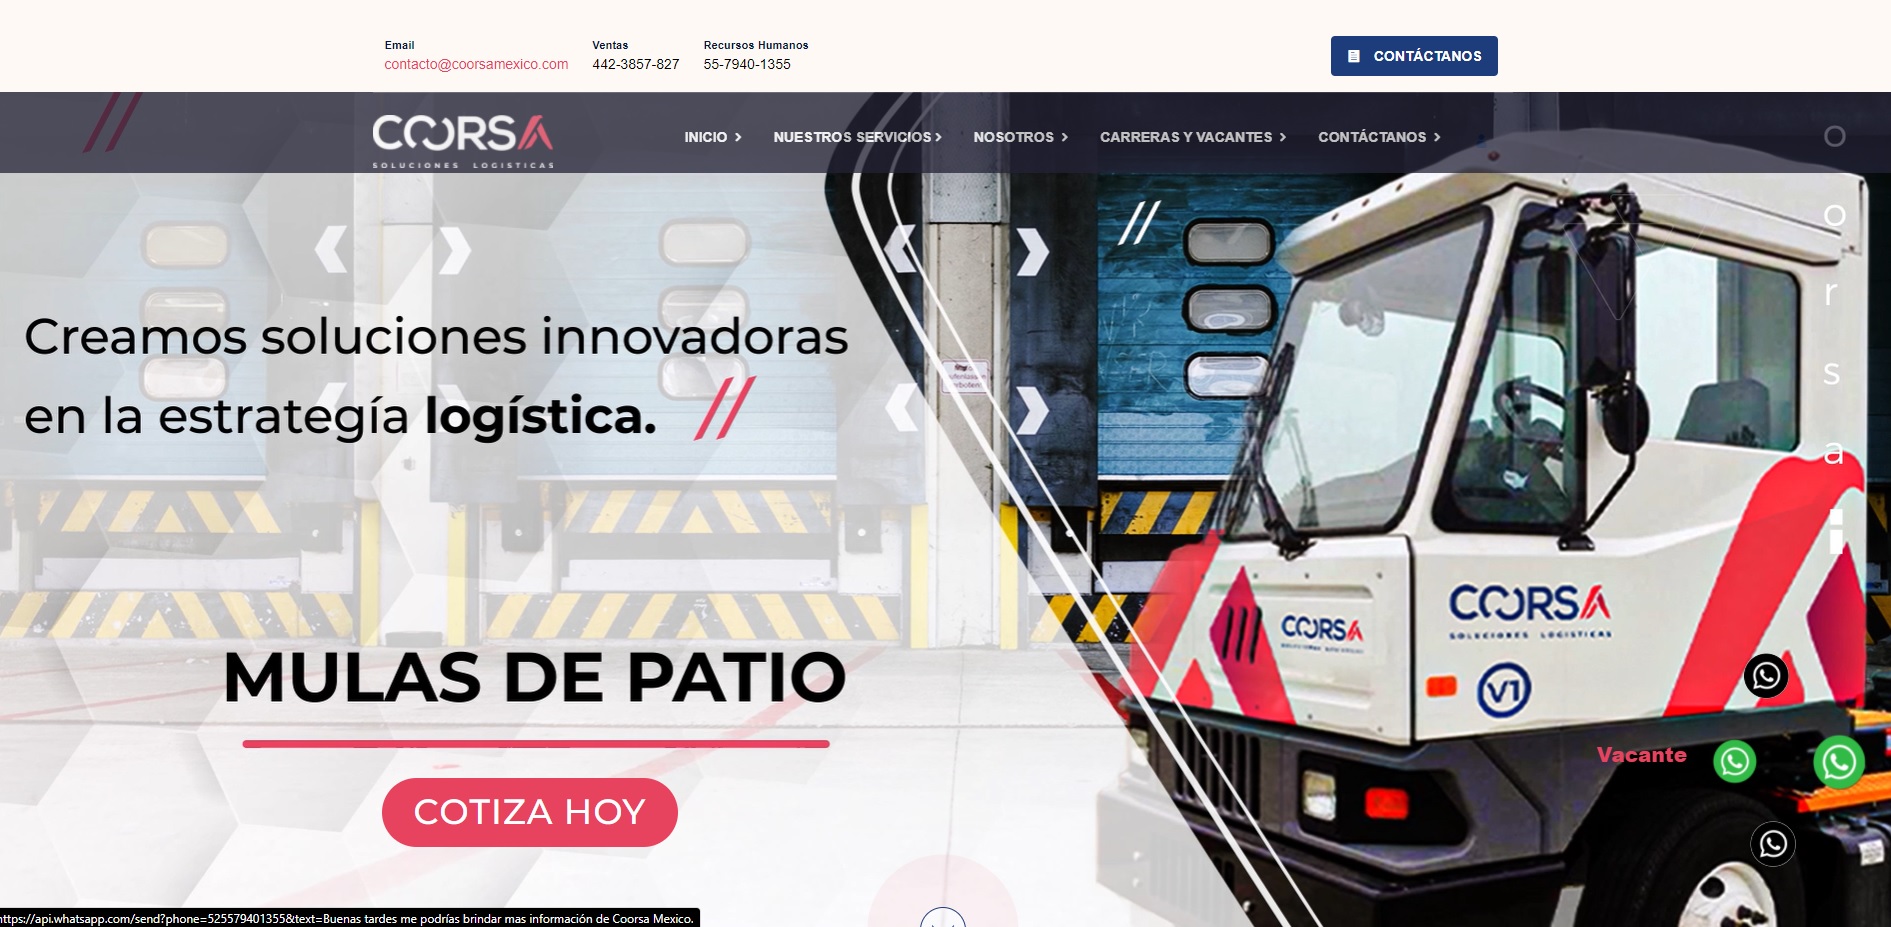 Email
contacto@coorsamexico.com
Ventas
442-3857-827
Recursos Humanos
55-7940-1355
CONTÁCTANOS
COORSA
SOLUCIONES LOGISTICAS
INICIO
NUESTROS SERVICIOS
NOSOTROS
CARRERAS Y VACANTES
CONTÁCTANOS
o
o
r
s
a
Creamos soluciones innovadoras
en la estrategía logística.
MULAS DE PATIO
COTIZA HOY
COORSA
COORSA
SOLUCIONES LOGISTICAS
V1
Vacante
https://api.whatsapp.com/send?phone=525579401355&text=Buenas tardes me podrías brindar mas información de Coorsa Mexico.